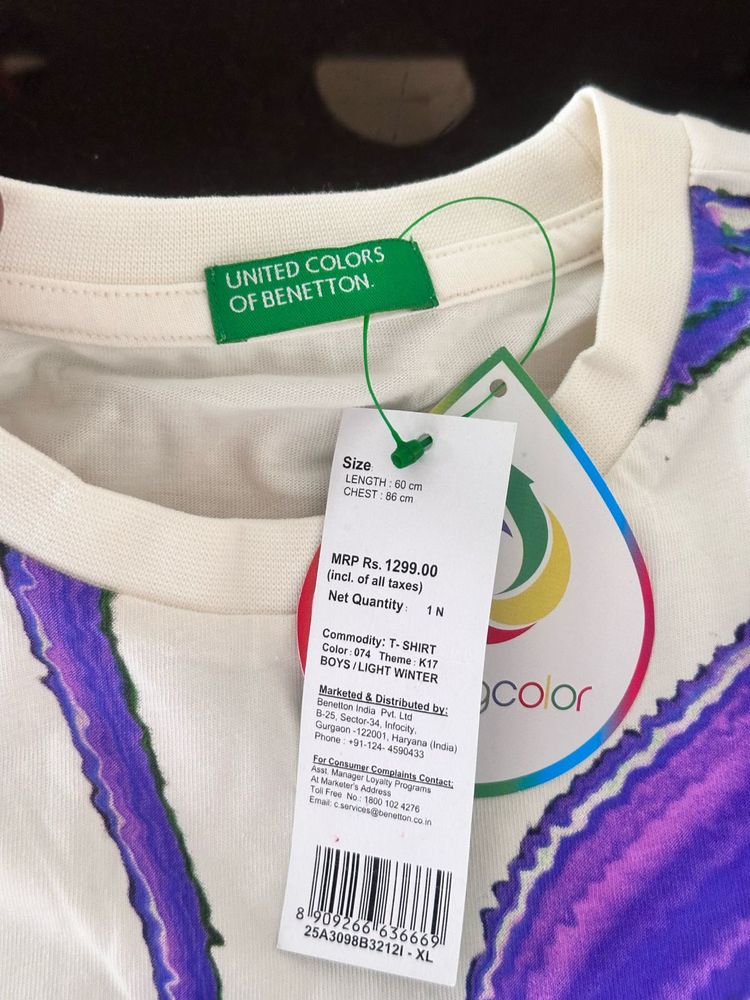 UNITED COLORS
OF BENETTON.
Size
LENGTH : 60 cm
CHEST : 86 cm
MRP Rs. 1299.00
(incl. of all taxes)
Net Quantity : 1 N
Commodity: T- SHIRT
Color : 074 Theme : K17
BOYS / LIGHT WINTER
Marketed & Distributed by:
Benetton India Pvt. Ltd
B-25, Sector-34, Infocity,
Gurgaon -122001, Haryana (India)
Phone : +91-124- 4590433
For Consumer Complaints Contact:
Asst. Manager Loyalty Programs
At Marketer's Address
Toll Free No.: 1800 102 4276
Email: c.services@benetton.co.in
8 909266 636669
25A3098B3212I - XL
gcolor